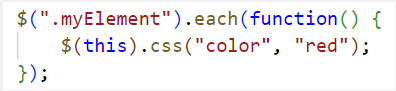 $(".myElement").each(function() {
    $(this).css("color", "red");
});